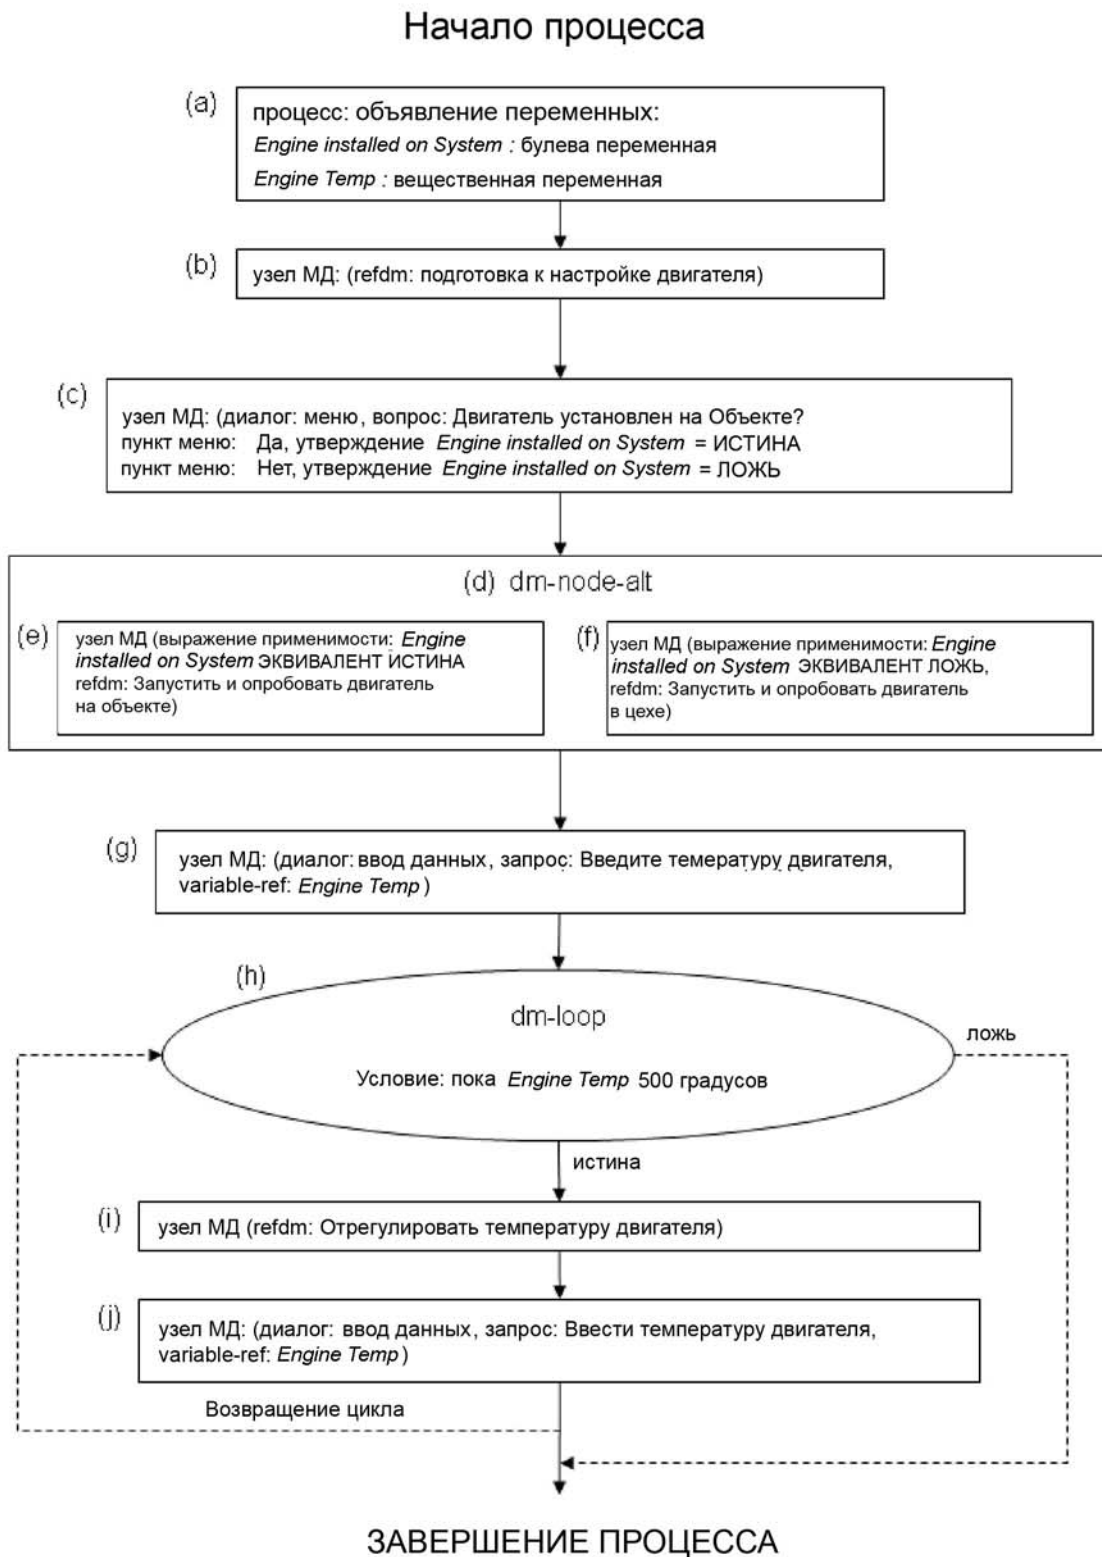 Начало процесса
(a)
процесс: объявление переменных:
Engine installed on System : булева переменная
Engine Temp : вещественная переменная
(b)
узел МД: (refdm: подготовка к настройке двигателя)
(c)
узел МД: (диалог: меню, вопрос: Двигатель установлен на Объекте?
пункт меню: Да, утверждение Engine installed on System = ИСТИНА
пункт меню: Нет, утверждение Engine installed on System = ЛОЖЬ
(d) dm-node-alt
(e)
узел МД (выражение применимости: Engine
installed on System ЭКВИВАЛЕНТ ИСТИНА
refdm: Запустить и опробовать двигатель
на объекте)
(f)
узел МД (выражение применимости: Engine
installed on System ЭКВИВАЛЕНТ ЛОЖЬ,
refdm: Запустить и опробовать двигатель
в цехе)
(g)
узел МД: (диалог: ввод данных, запрос: Введите темературу двигателя,
variable-ref: Engine Temp)
(h)
dm-loop
Условие: пока Engine Temp 500 градусов
ложь
истина
(i)
узел МД (refdm: Отрегулировать температуру двигателя)
(j)
узел МД: (диалог: ввод данных, запрос: Ввести температуру двигателя,
variable-ref: Engine Temp)
Возвращение цикла
ЗАВЕРШЕНИЕ ПРОЦЕССА